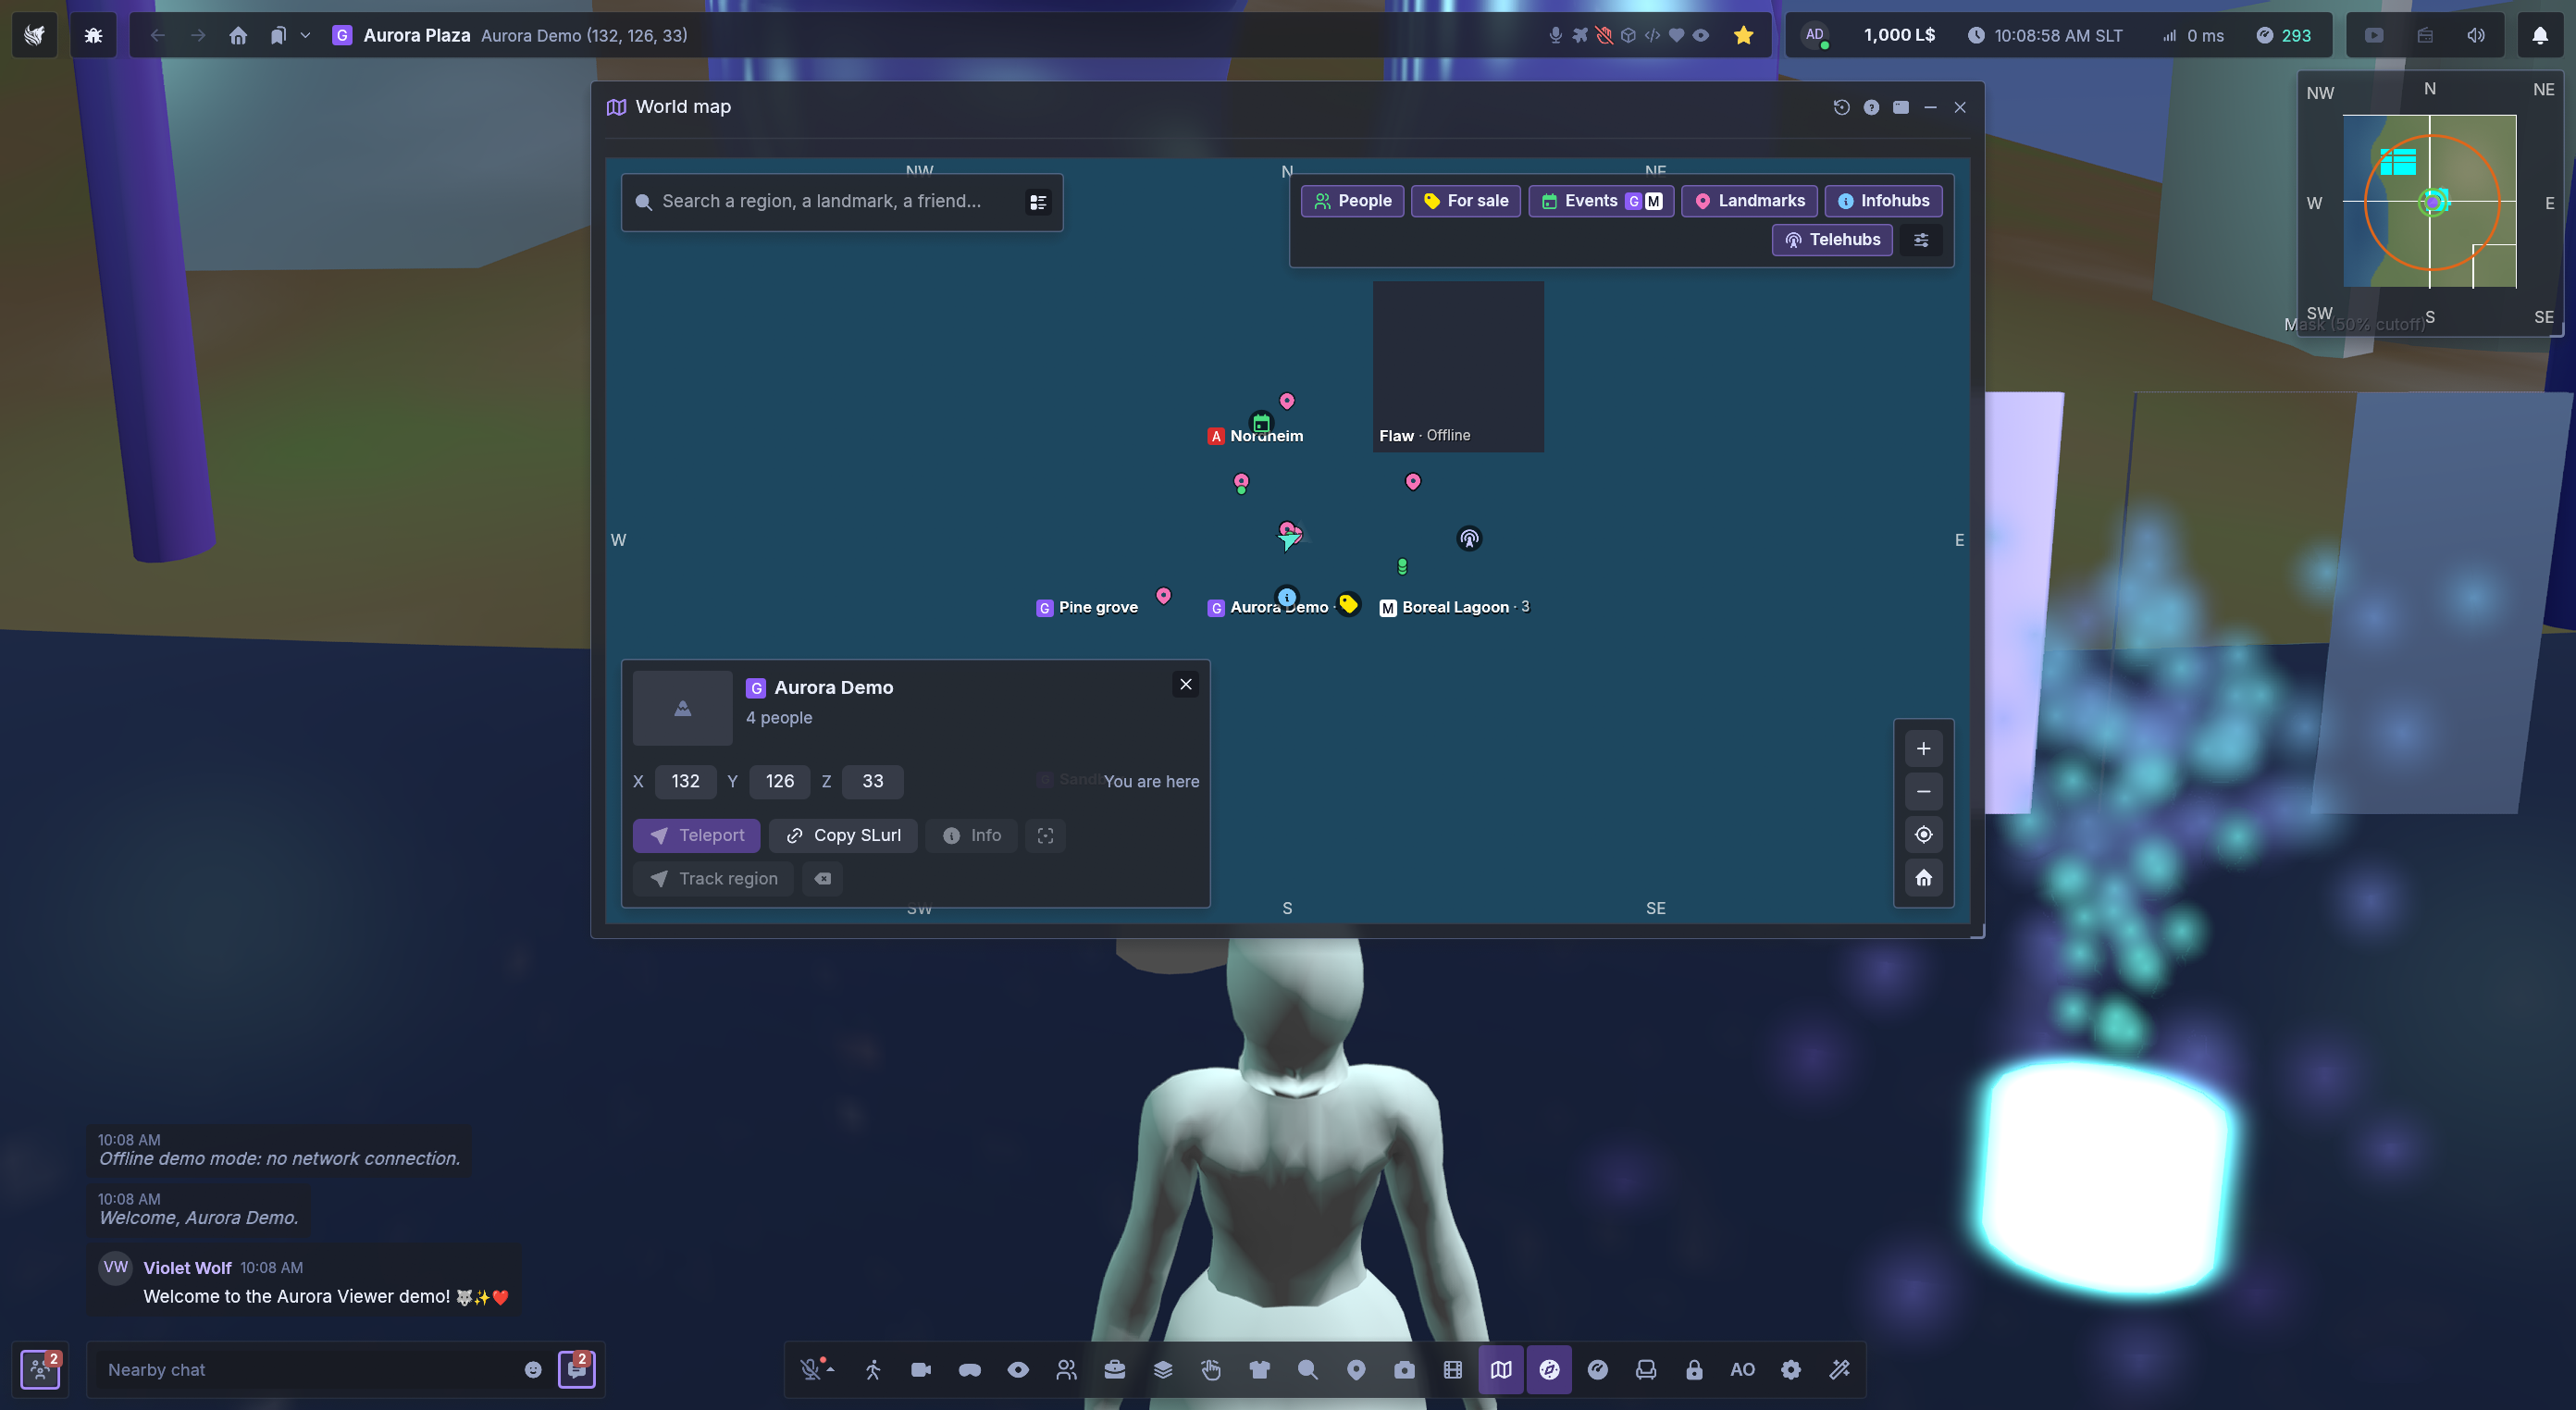 G Aurora Plaza Aurora Demo (132, 126, 33)
AD 1,000 L$ 10:08:58 AM SLT 0 ms 293
World map
NW N NE
W E
SW S SE
Mask (50% cutoff)
NW N NE
Search a region, a landmark, a friend...
People For sale Events G M Landmarks Infohubs
Telehubs
A Nordheim
Flaw · Offline
W E
G Pine grove
G Aurora Demo ·
M Boreal Lagoon · 3
G Aurora Demo
4 people
X 132 Y 126 Z 33 You are here
Teleport Copy SLurl Info
Track region
SW S SE
10:08 AM
Offline demo mode: no network connection.
10:08 AM
Welcome, Aurora Demo.
VW Violet Wolf 10:08 AM
Welcome to the Aurora Viewer demo! 🐺✨❤️
2
Nearby chat 2
AO